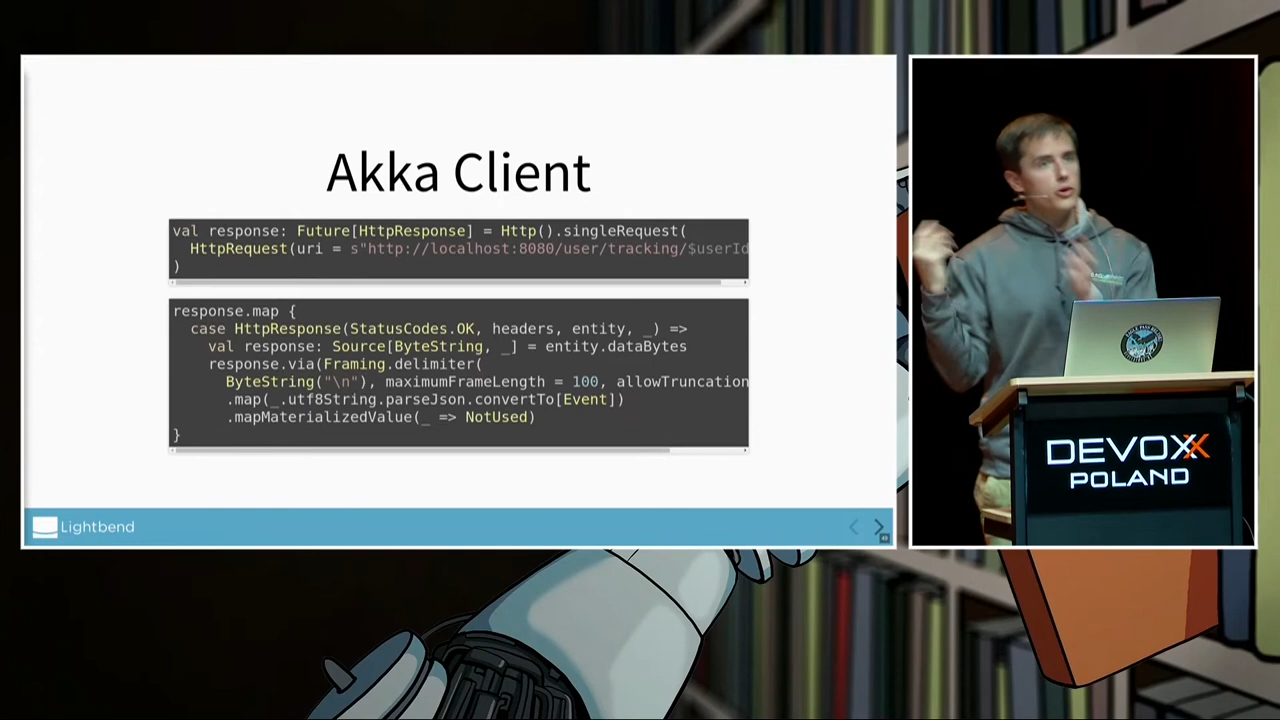 Akka Client
val response: Future[HttpResponse] = Http().singleRequest(
  HttpRequest(uri = s"http://localhost:8080/user/tracking/$userId
)
response.map {
  case HttpResponse(StatusCodes.OK, headers, entity, _) =>
    val response: Source[ByteString, _] = entity.dataBytes
    response.via(Framing.delimiter(
      ByteString("\n"), maximumFrameLength = 100, allowTruncation
      .map(_.utf8String.parseJson.convertTo[Event])
      .mapMaterializedValue(_ => NotUsed)
}
Lightbend
DEVOXX
POLAND